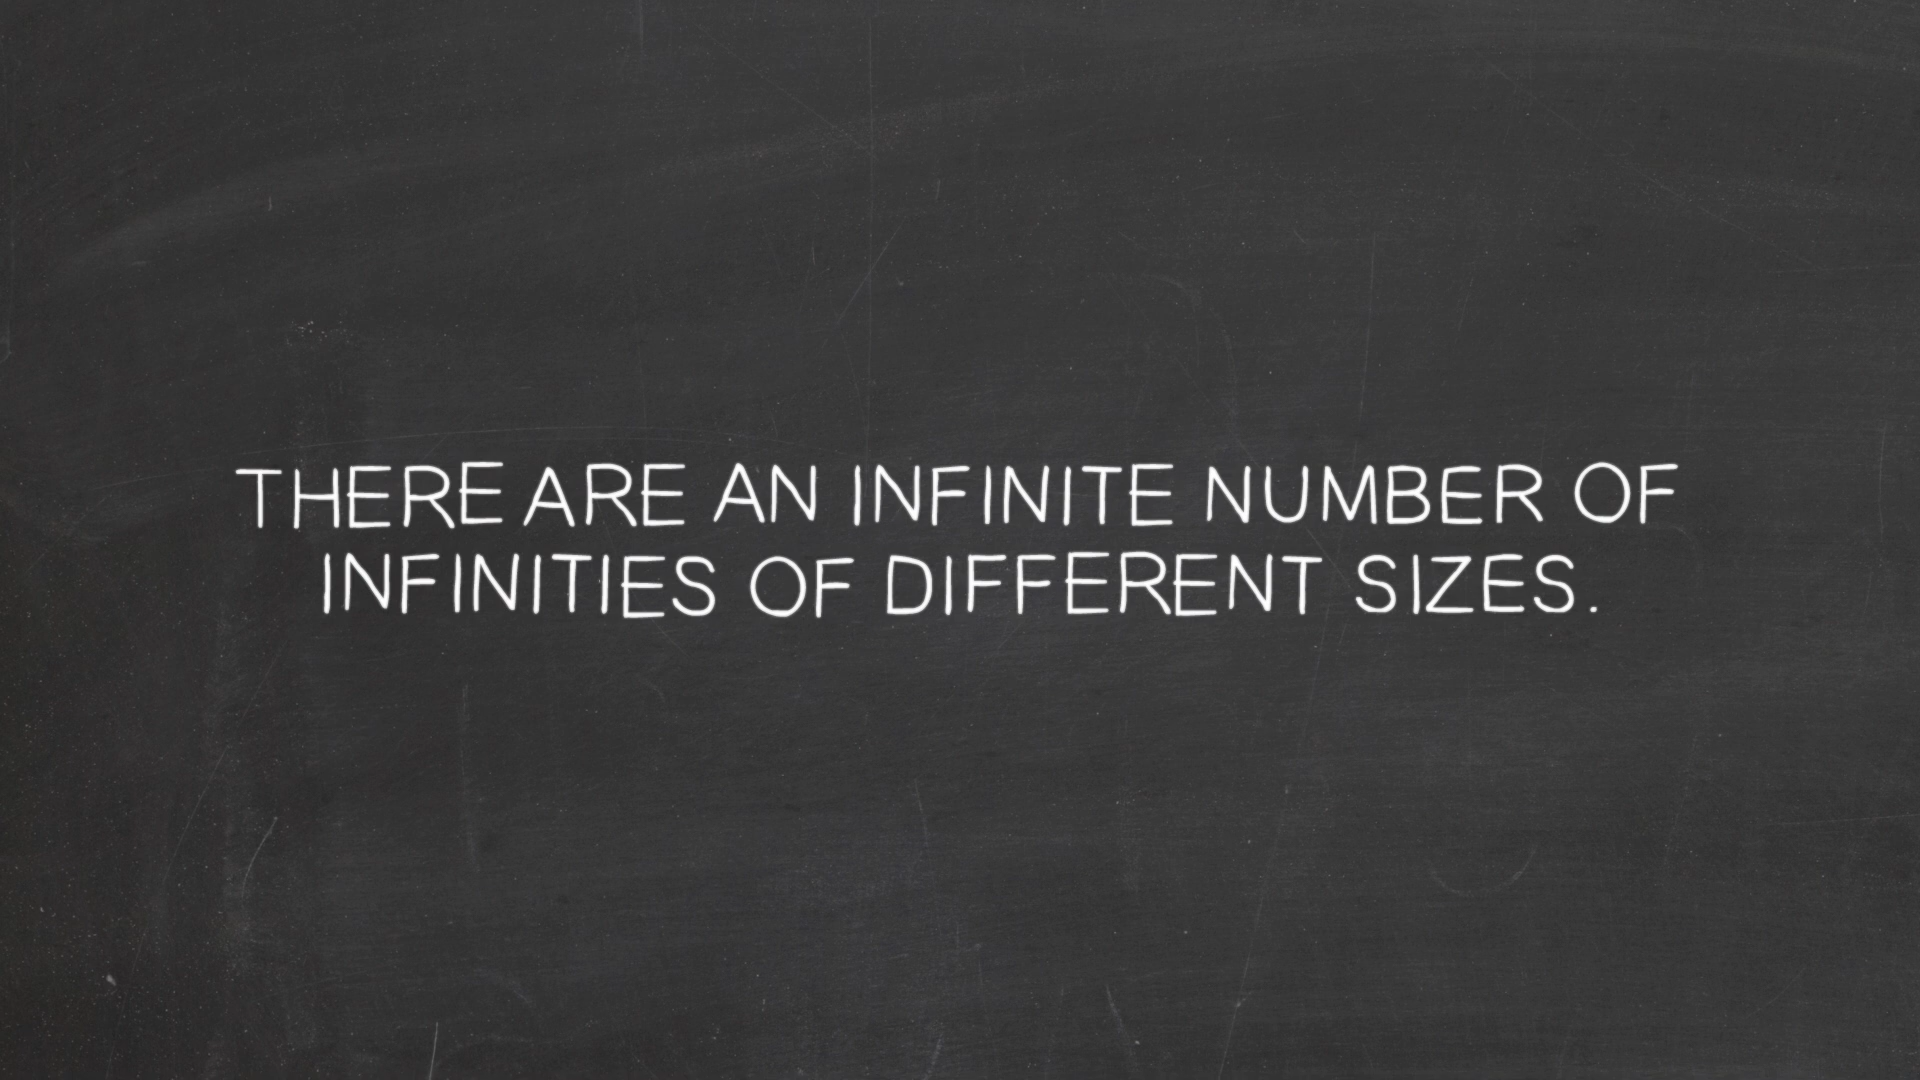 THERE ARE AN INFINITE NUMBER OF
INFINITIES OF DIFFERENT SIZES.